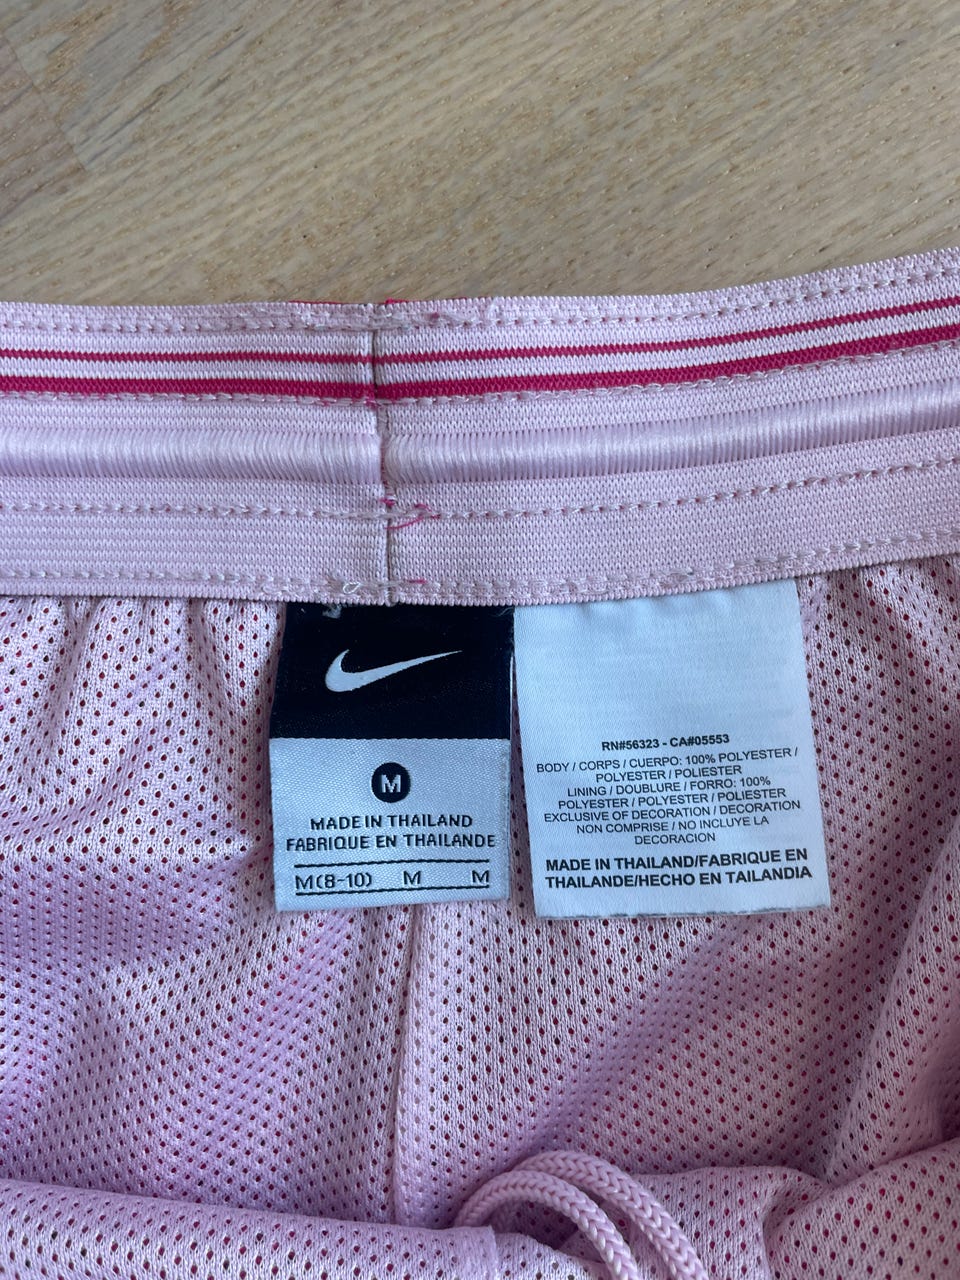 M
MADE IN THAILAND
FABRIQUE EN THAILANDE
M(8-10) M M
RN#56323 - CA#05553
BODY / CORPS / CUERPO: 100% POLYESTER /
POLYESTER / POLIESTER
LINING / DOUBLURE / FORRO: 100%
POLYESTER / POLYESTER / POLIESTER
EXCLUSIVE OF DECORATION / DECORATION
NON COMPRISE / NO INCLUYE LA
DECORACION
MADE IN THAILAND/FABRIQUE EN
THAILANDE/HECHO EN TAILANDIA